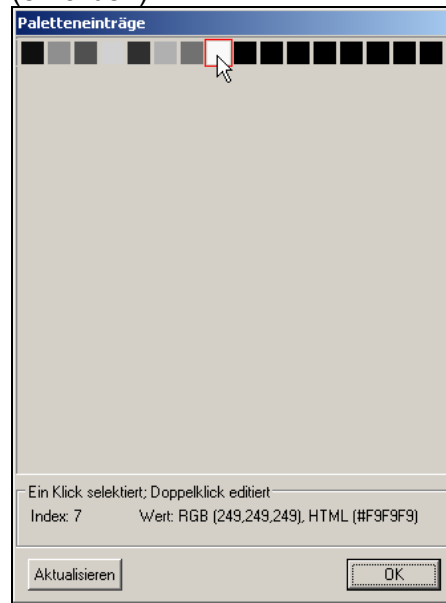 Paletteneinträge
Ein Klick selektiert; Doppelklick editiert
Index: 7 Wert: RGB (249,249,249), HTML (#F9F9F9)
Aktualisieren OK